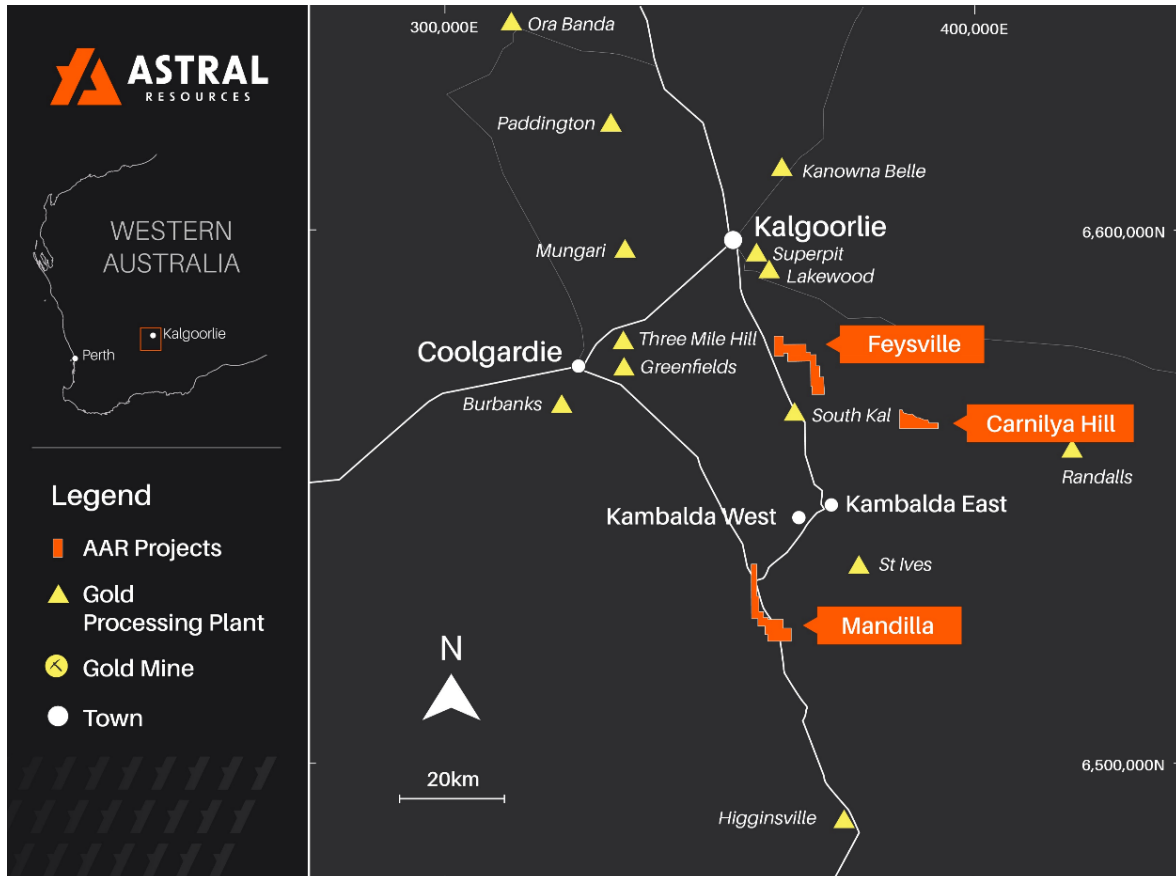 ASTRAL
RESOURCES
WESTERN
AUSTRALIA
Kalgoorlie
Perth
Legend
AAR Projects
Gold
Processing Plant
Gold Mine
Town
300,000E
400,000E
Ora Banda
Paddington
Kanowna Belle
Kalgoorlie
6,600,000N
Mungari
Superpit
Lakewood
Three Mile Hill
Feysville
Coolgardie
Greenfields
Burbanks
South Kal
Carnilya Hill
Randalls
Kambalda East
Kambalda West
St Ives
Mandilla
N
20km
6,500,000N
Higginsville